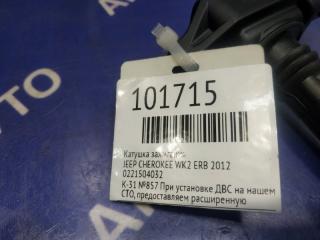 101715
Катушка зажигания
JEEP CHEROKEE WK2 ERB 2012
0221504032
К-31 №857 При установке ДВС на нашем
СТО, предоставляем расширенную
АВТО